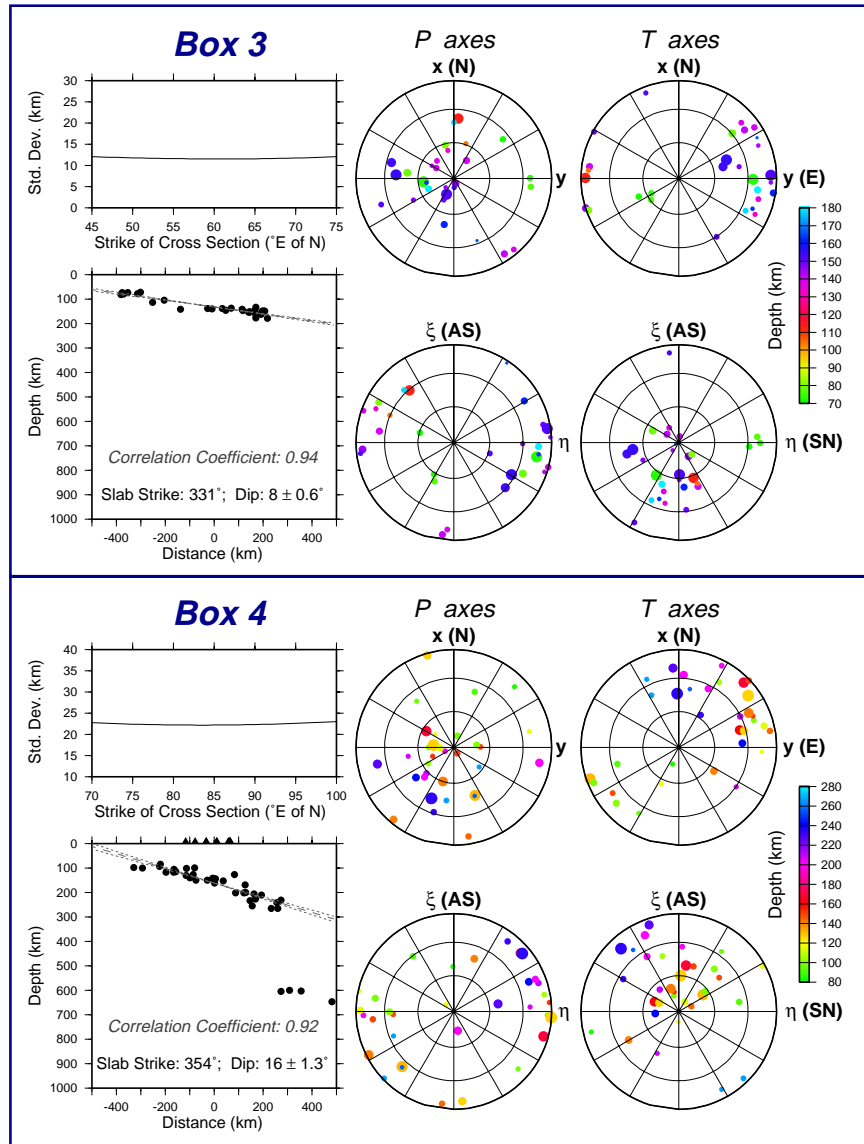 Box 3
P axes
T axes
x (N)
x (N)
Std. Dev. (km)
30
25
20
15
10
5
0
45 50 55 60 65 70 75
Strike of Cross Section (˚E of N)
y
y (E)
Depth (km)
0
100
200
300
400
500
600
700
800
900
1000
Correlation Coefficient: 0.94
Slab Strike: 331˚; Dip: 8 ± 0.6˚
-400 -200 0 200 400
Distance (km)
ξ (AS)
ξ (AS)
η
η (SN)
180
170
160
150
140
130
120
110
100
90
80
70
Depth (km)
Box 4
P axes
T axes
x (N)
x (N)
Std. Dev. (km)
40
35
30
25
20
15
10
70 75 80 85 90 95 100
Strike of Cross Section (˚E of N)
y
y (E)
Depth (km)
0
100
200
300
400
500
600
700
800
900
1000
Correlation Coefficient: 0.92
Slab Strike: 354˚; Dip: 16 ± 1.3˚
-400 -200 0 200 400
Distance (km)
ξ (AS)
ξ (AS)
η
η (SN)
280
260
240
220
200
180
160
140
120
100
80
Depth (km)